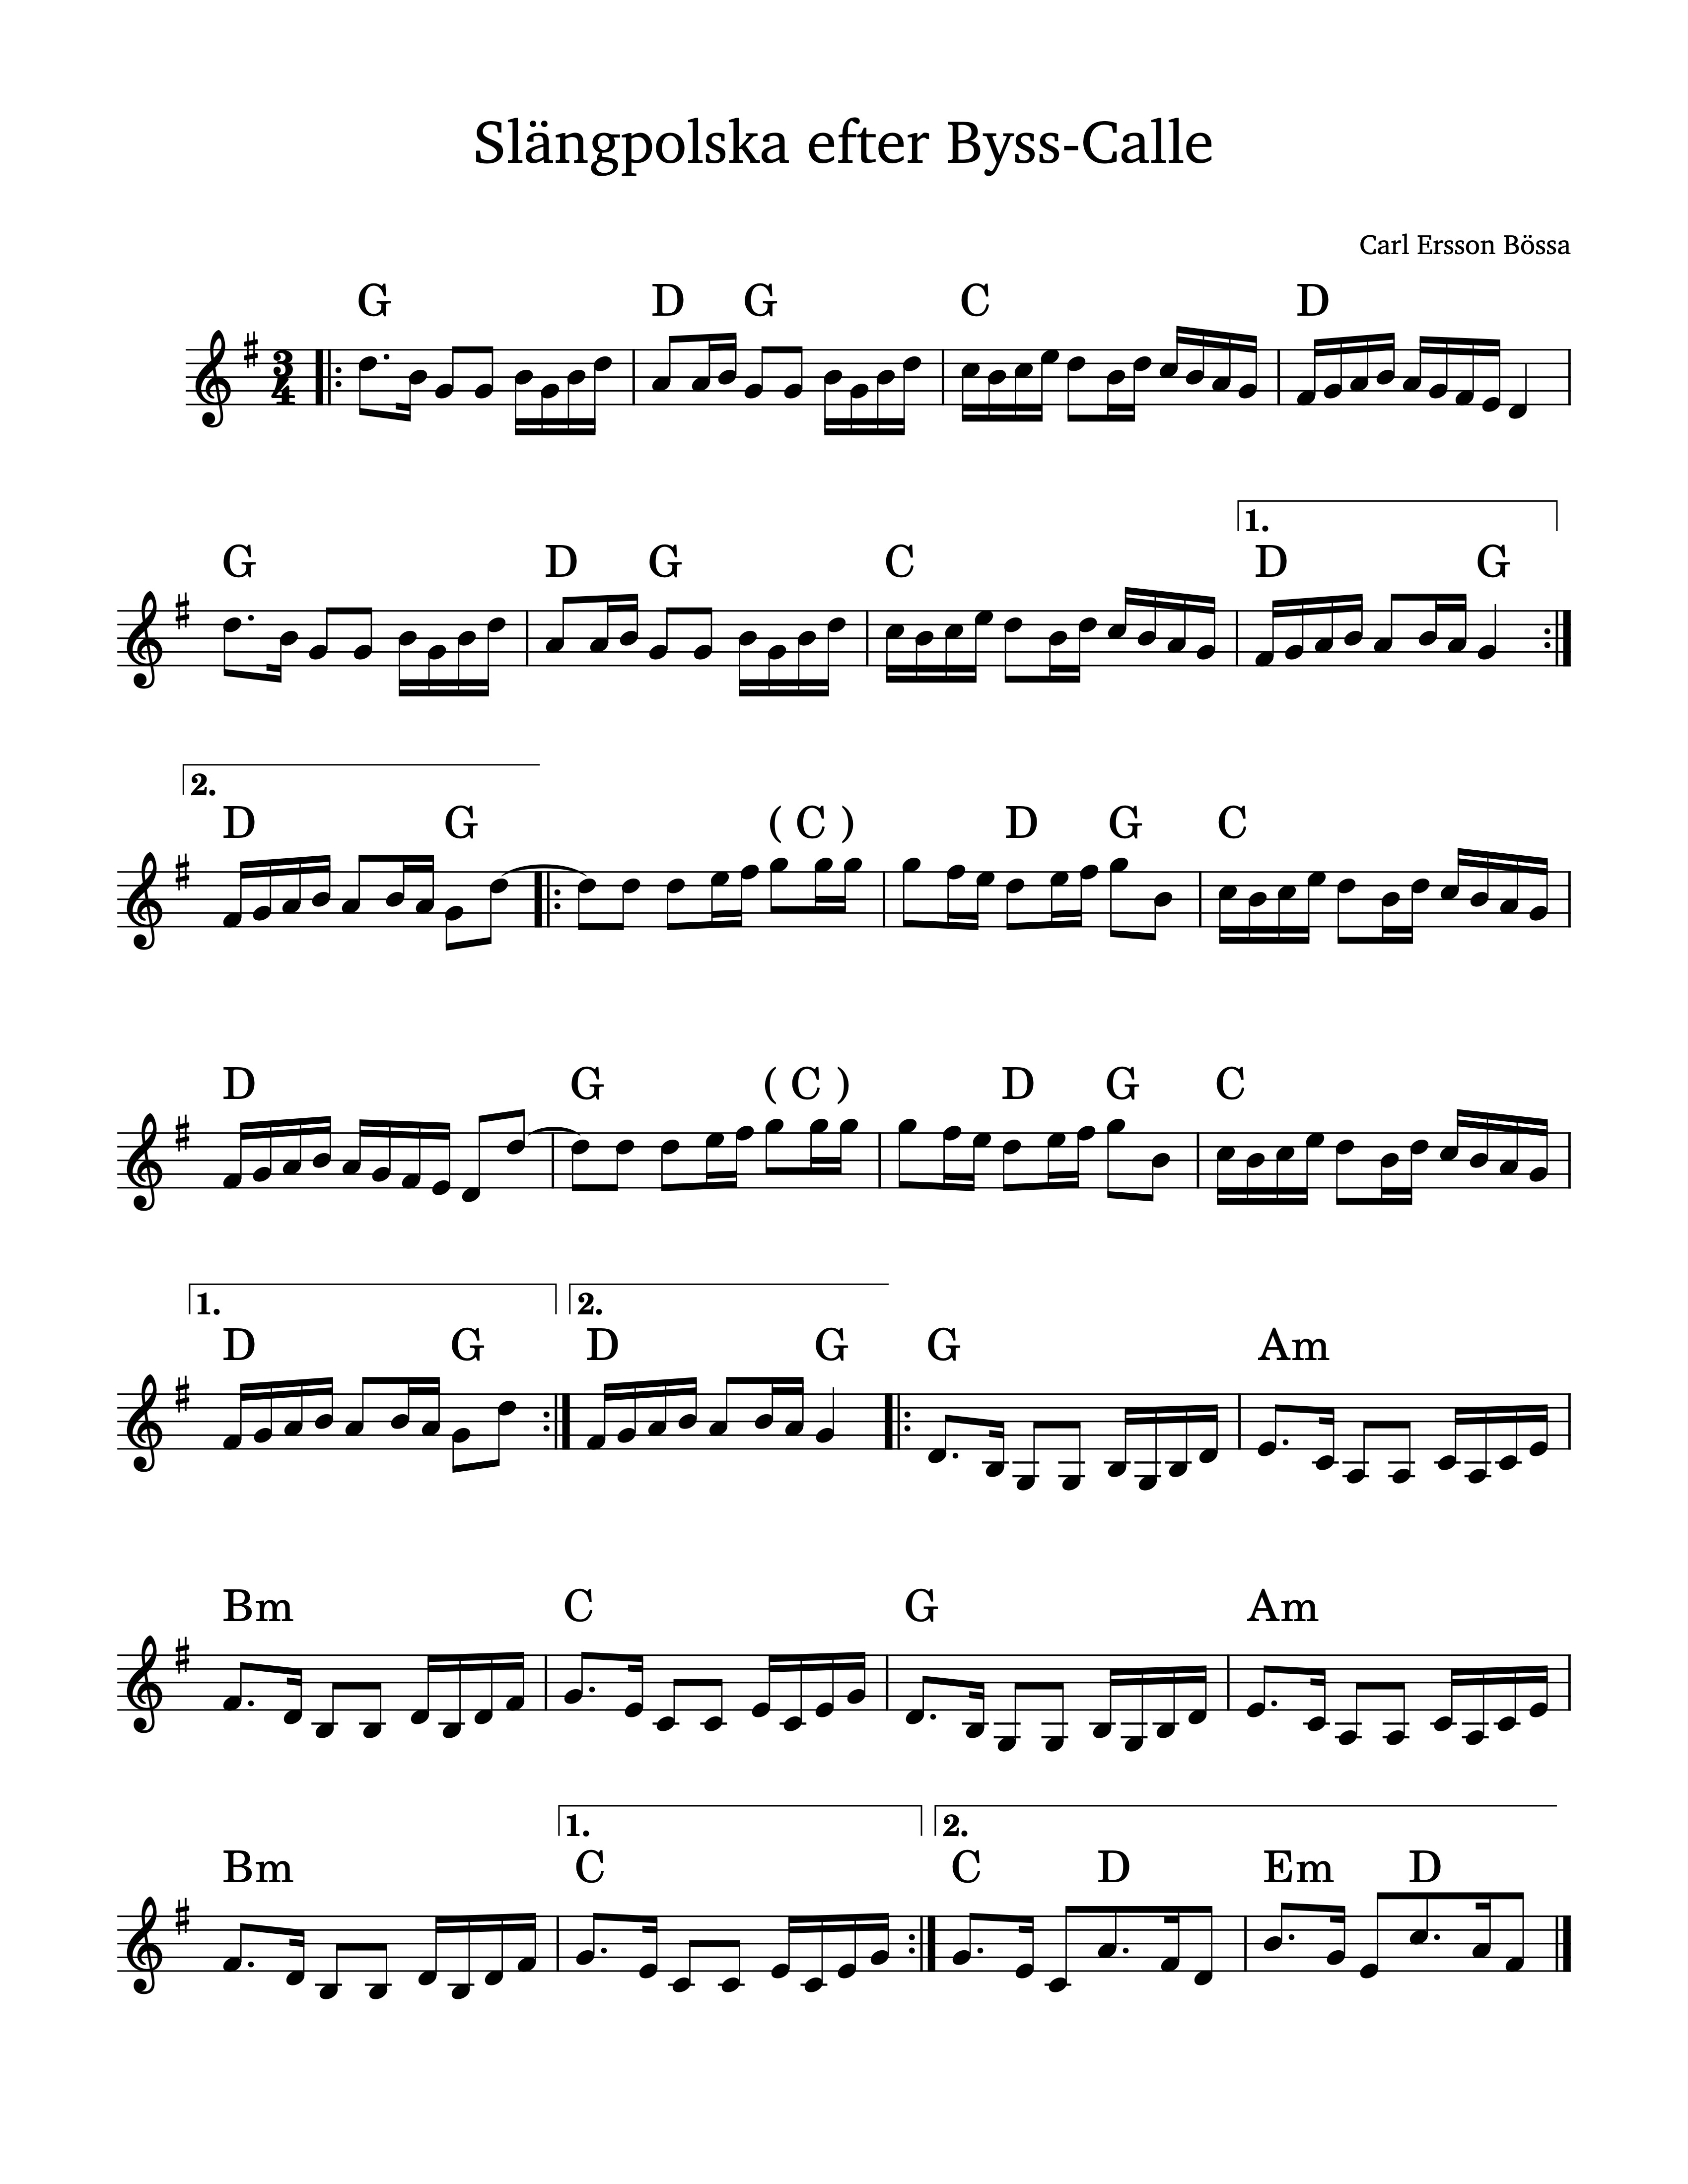 Slängpolska efter Byss-Calle
Carl Ersson Bössa
G D G C D
3
4
1.
G D G C D G
2.
D G ( C ) D G C
D G ( C ) D G C
1. 2.
D G D G G Am
Bm C G Am
1. 2.
Bm C C D Em D